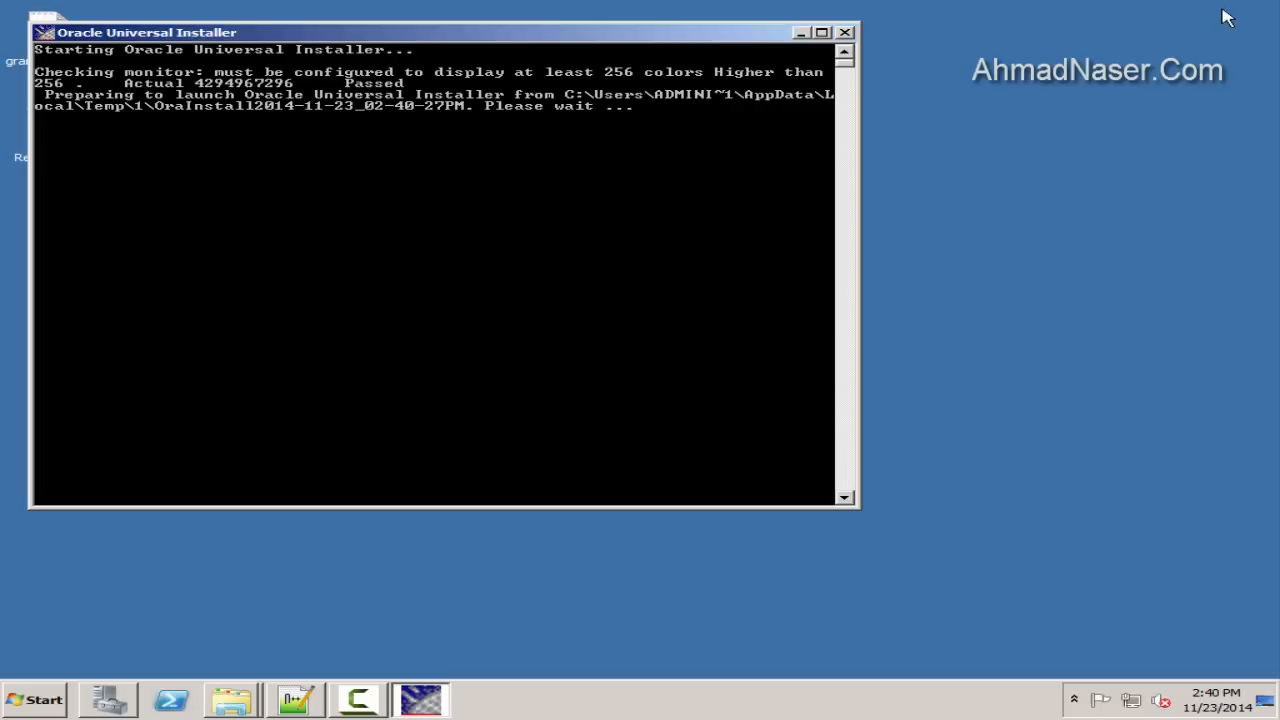 Oracle Universal Installer
Starting Oracle Universal Installer...
Checking monitor: must be configured to display at least 256 colors Higher than
256 .    Actual 4294967296     Passed
Preparing to launch Oracle Universal Installer from C:\Users\ADMINI~1\AppData\L
ocal\Temp\1\OraInstall2014-11-23_02-40-27PM. Please wait ...
AhmadNaser.Com
Start
N++
C
2:40 PM
11/23/2014